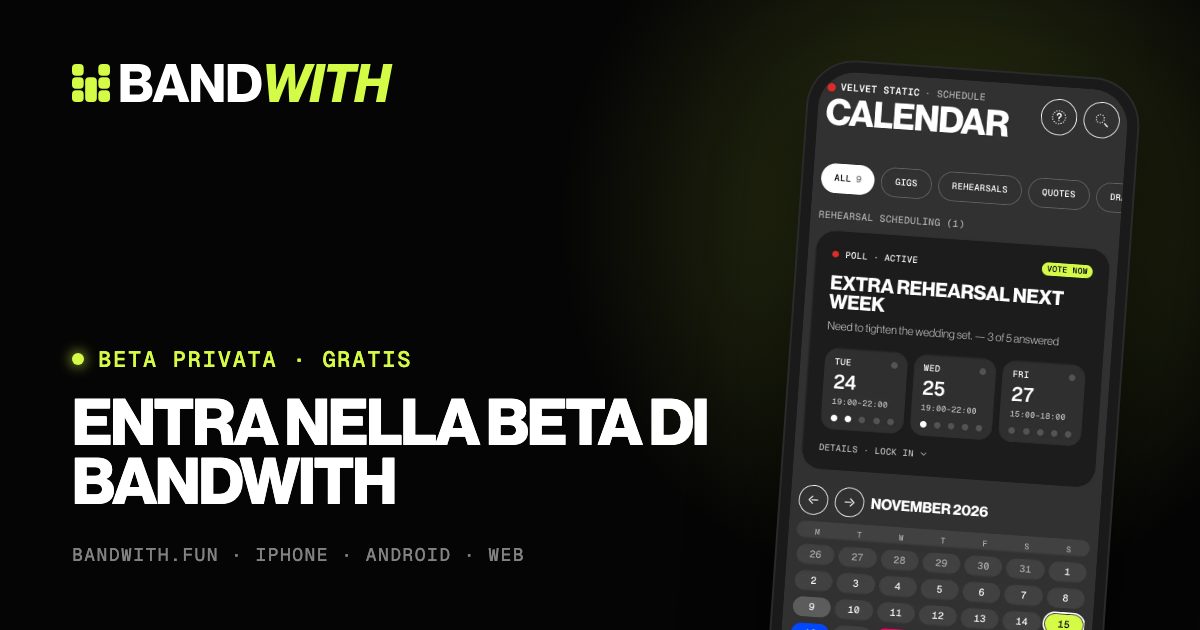 BANDWITH
BETA PRIVATA · GRATIS
ENTRA NELLA BETA DI
BANDWITH
BANDWITH.FUN · IPHONE · ANDROID · WEB
VELVET STATIC · SCHEDULE
CALENDAR
?
ALL 9 GIGS REHEARSALS QUOTES
REHEARSAL SCHEDULING (1)
POLL · ACTIVE
VOTE NOW
EXTRA REHEARSAL NEXT
WEEK
Need to tighten the wedding set. — 3 of 5 answered
TUE WED FRI
24 25 27
19:00–22:00 19:00–22:00 15:00–18:00
DETAILS · LOCK IN
← → NOVEMBER 2026
M T W T F S S
26 27 28 29 30 31 1
2 3 4 5 6 7 8
9 10 11 12 13 14 15